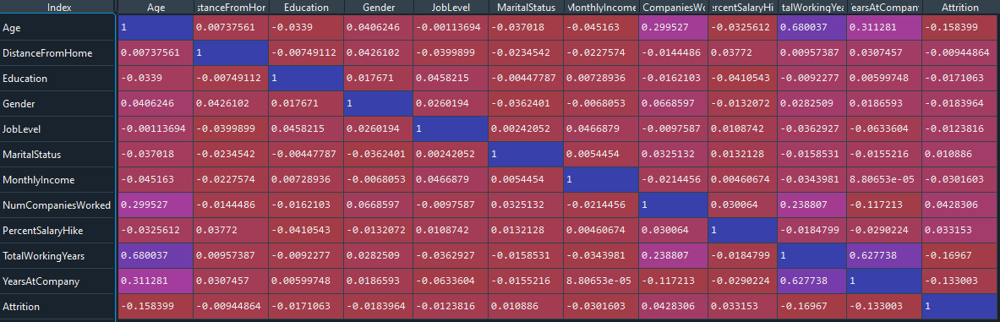 Index Age stanceFromHor Education Gender JobLevel MaritalStatus MonthlyIncome CompaniesWo ercentSalaryHike talWorkingYea earsAtCompany Attrition
Age 1 0.00737561 -0.0339 0.0406246 -0.00113694 -0.037018 -0.045163 0.299527 -0.0325612 0.680037 0.311281 -0.158399
DistanceFromHome 0.00737561 1 -0.00749112 0.0426102 -0.0399899 -0.0234542 -0.0227574 -0.0144486 0.03772 0.00957387 0.0307457 -0.00944864
Education -0.0339 -0.00749112 1 0.017671 0.0458215 -0.00447787 0.00728936 -0.0162103 -0.0410543 -0.0092277 0.00599748 -0.0171063
Gender 0.0406246 0.0426102 0.017671 1 0.0260194 -0.0362401 -0.0068053 0.0668597 -0.0132072 0.0282509 0.0186593 -0.0183964
JobLevel -0.00113694 -0.0399899 0.0458215 0.0260194 1 0.00242052 0.0466879 -0.0097587 0.0108742 -0.0362927 -0.0633604 -0.0123816
MaritalStatus -0.037018 -0.0234542 -0.00447787 -0.0362401 0.00242052 1 0.0054454 0.0325132 0.0132128 -0.0158531 -0.0155216 0.010886
MonthlyIncome -0.045163 -0.0227574 0.00728936 -0.0068053 0.0466879 0.0054454 1 -0.0214456 0.00460674 -0.0343981 8.80653e-05 -0.0301603
NumCompaniesWorked 0.299527 -0.0144486 -0.0162103 0.0668597 -0.0097587 0.0325132 -0.0214456 1 0.030064 0.238807 -0.117213 0.0428306
PercentSalaryHike -0.0325612 0.03772 -0.0410543 -0.0132072 0.0108742 0.0132128 0.00460674 0.030064 1 -0.0184799 -0.0290224 0.033153
TotalWorkingYears 0.680037 0.00957387 -0.0092277 0.0282509 -0.0362927 -0.0158531 -0.0343981 0.238807 -0.0184799 1 0.627738 -0.16967
YearsAtCompany 0.311281 0.0307457 0.00599748 0.0186593 -0.0633604 -0.0155216 8.80653e-05 -0.117213 -0.0290224 0.627738 1 -0.133003
Attrition -0.158399 -0.00944864 -0.0171063 -0.0183964 -0.0123816 0.010886 -0.0301603 0.0428306 0.033153 -0.16967 -0.133003 1